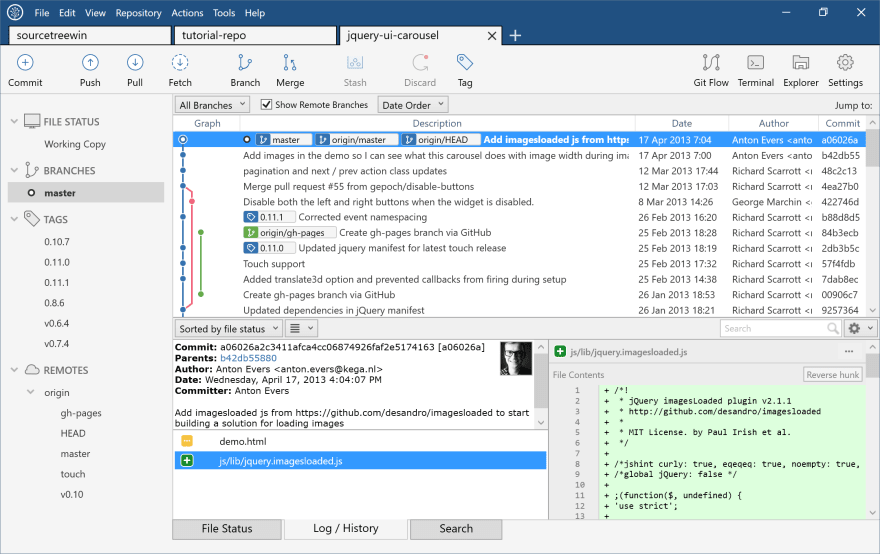 File Edit View Repository Actions Tools Help
sourcetreewin tutorial-repo jquery-ui-carousel
Commit Push Pull Fetch Branch Merge Stash Discard Tag Git Flow Terminal Explorer Settings
All Branches Show Remote Branches Date Order Jump to:
Graph Description Date Author Commit
master origin/master origin/HEAD Add imagesloaded js from https 17 Apr 2013 7:04 Anton Evers <anto a06026a
Add images in the demo so I can see what this carousel does with image width during ima 17 Apr 2013 7:00 Anton Evers <anto b42db55
pagination and next / prev action class updates 12 Mar 2013 17:44 Richard Scarrott < 48c2c13
Merge pull request #55 from gepoch/disable-buttons 12 Mar 2013 17:03 Richard Scarrott < 4ea27b0
Disable both the left and right buttons when the widget is disabled. 8 Mar 2013 14:26 George Marchin < 422746d
0.11.1 Corrected event namespacing 26 Feb 2013 16:20 Richard Scarrott < b88d8d5
origin/gh-pages Create gh-pages branch via GitHub 25 Feb 2013 18:28 Richard Scarrott < 84b3ecb
0.11.0 Updated jquery manifest for latest touch release 25 Feb 2013 18:19 Richard Scarrott < 2db3b5c
Touch support 25 Feb 2013 17:32 Richard Scarrott < 57f4fdb
Added translate3d option and prevented callbacks from firing during setup 25 Feb 2013 14:38 Richard Scarrott < 7dab8ec
Create gh-pages branch via GitHub 26 Jan 2013 18:53 Richard Scarrott < 00906c7
Updated dependencies in jQuery manifest 26 Jan 2013 18:21 Richard Scarrott < 9257364
FILE STATUS
Working Copy
BRANCHES
master
TAGS
0.10.7
0.11.0
0.11.1
0.8.6
v0.6.4
v0.7.4
REMOTES
origin
gh-pages
HEAD
master
touch
v0.10
Sorted by file status Search
Commit: a06026a2c3411afca4cc06874926faf2e5174163 [a06026a]
Parents: b42db55880
Author: Anton Evers <anton.evers@kega.nl>
Date: Wednesday, April 17, 2013 4:04:07 PM
Committer: Anton Evers
Add imagesloaded js from https://github.com/desandro/imagesloaded to start
building a solution for loading images
demo.html
js/lib/jquery.imagesloaded.js
js/lib/jquery.imagesloaded.js
File Contents Reverse hunk
1 + /*!
2 + * jQuery imagesLoaded plugin v2.1.1
3 + * http://github.com/desandro/imagesloaded
4 + *
5 + * MIT License. by Paul Irish et al.
6 + */
7 +
8 + /*jshint curly: true, eqeqeq: true, noempty: true,
9 + /*global jQuery: false */
10 +
11 + ;(function($, undefined) {
12 + 'use strict';
13 +
File Status Log / History Search